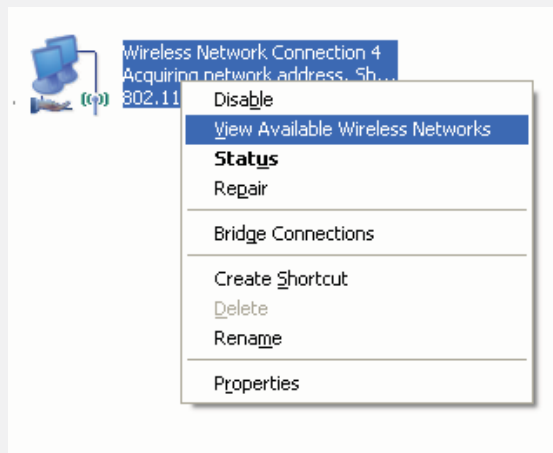 Wireless Network Connection 4
Acquiring network address, Sh...
802.11
Disable
View Available Wireless Networks
Status
Repair
Bridge Connections
Create Shortcut
Delete
Rename
Properties